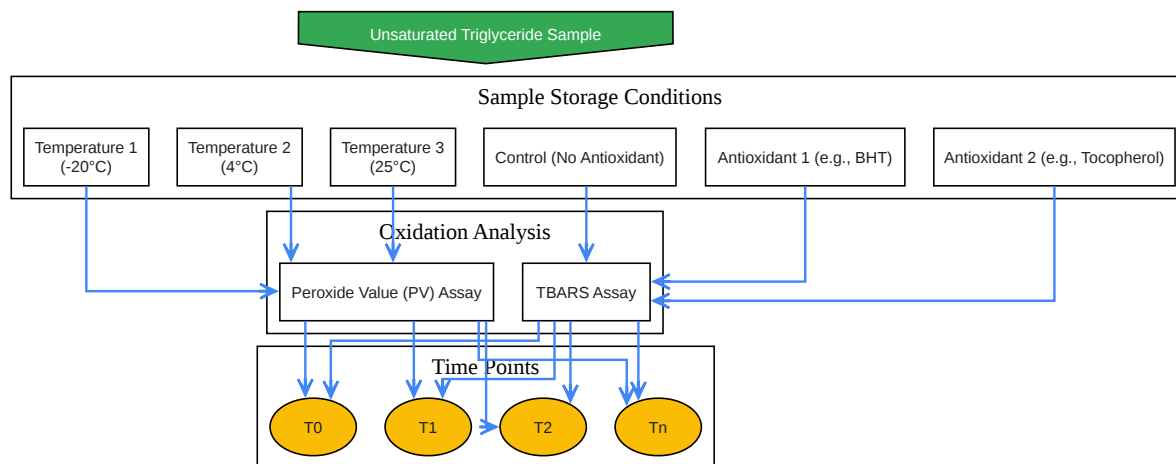 Unsaturated Triglyceride Sample
Sample Storage Conditions
Temperature 1
(-20°C)
Temperature 2
(4°C)
Temperature 3
(25°C)
Control (No Antioxidant)
Antioxidant 1 (e.g., BHT)
Antioxidant 2 (e.g., Tocopherol)
Oxidation Analysis
Peroxide Value (PV) Assay
TBARS Assay
Time Points
T0
T1
T2
Tn